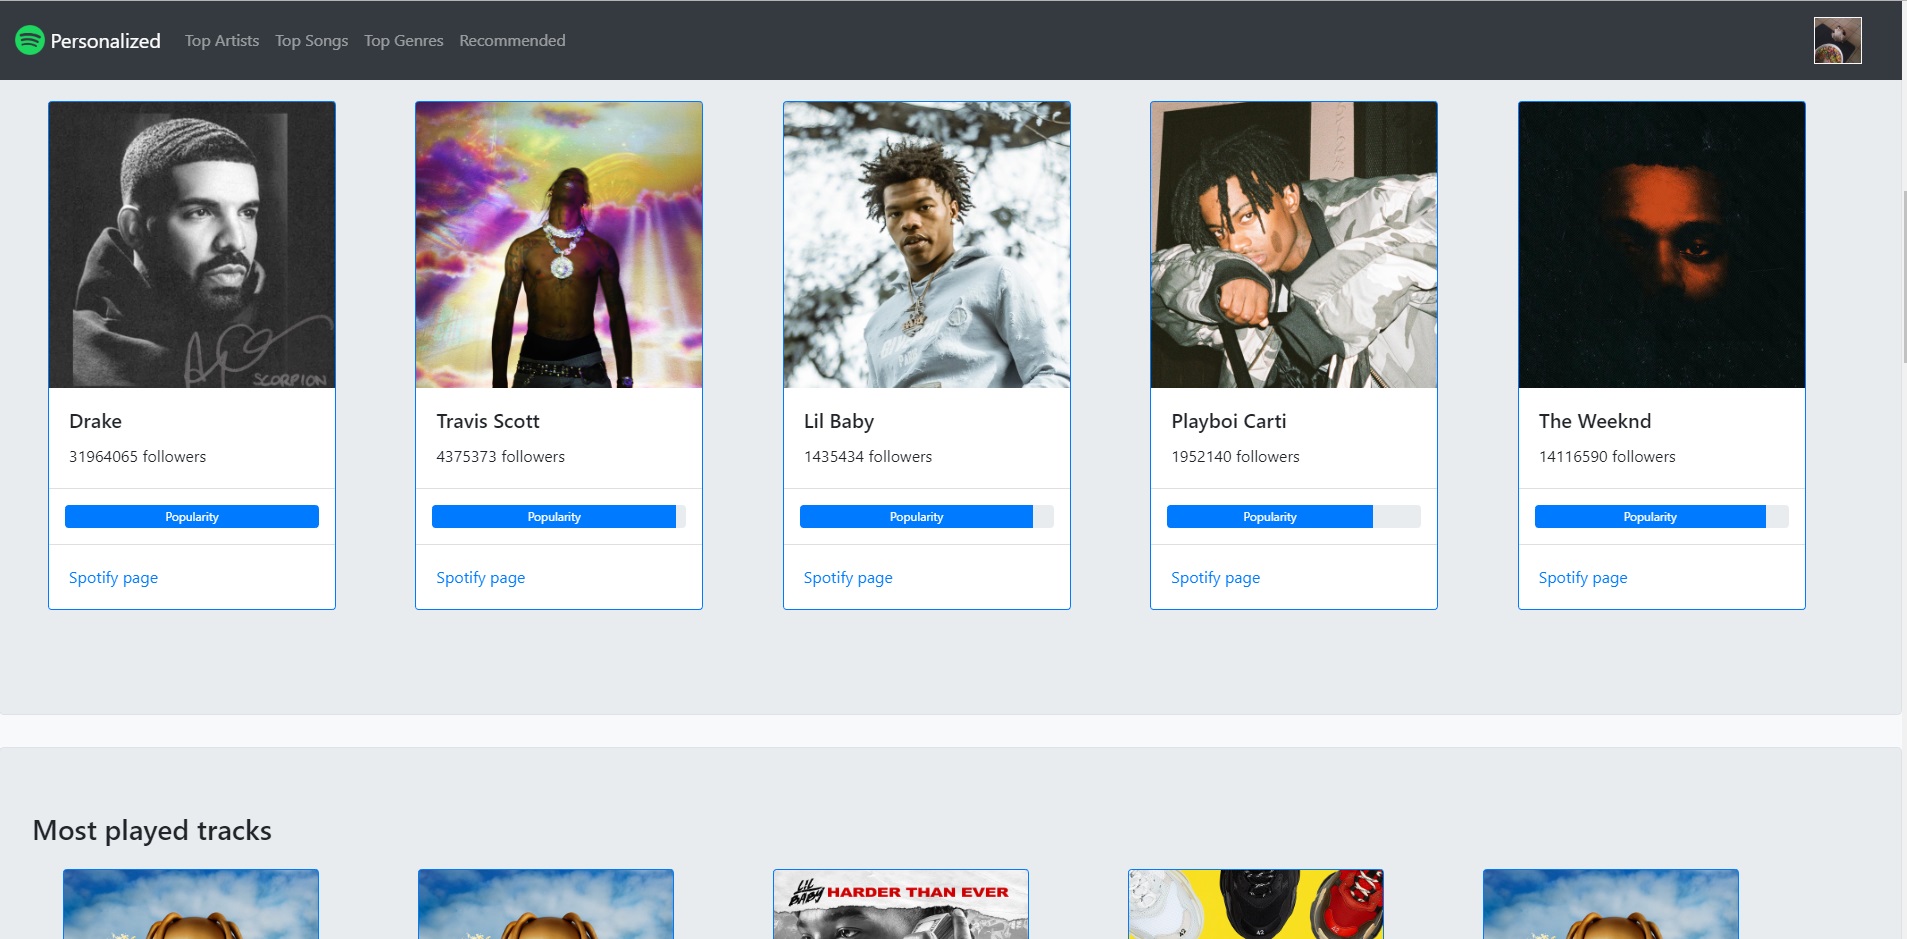 Personalized Top Artists Top Songs Top Genres Recommended
SCORPION
Drake
31964065 followers
Popularity
Spotify page
Travis Scott
4375373 followers
Popularity
Spotify page
Lil Baby
1435434 followers
Popularity
Spotify page
Playboi Carti
1952140 followers
Popularity
Spotify page
The Weeknd
14116590 followers
Popularity
Spotify page
Most played tracks
LIL BABY HARDER THAN EVER